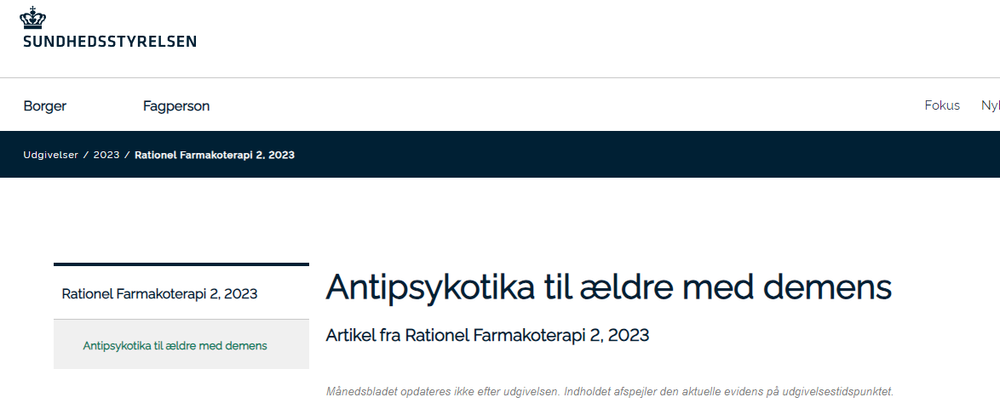 SUNDHEDSSTYRELSEN
Borger Fagperson Fokus
Udgivelser / 2023 / Rationel Farmakoterapi 2, 2023
Rationel Farmakoterapi 2, 2023
Antipsykotika til ældre med demens
Antipsykotika til ældre med demens
Artikel fra Rationel Farmakoterapi 2, 2023
Månedsbladet opdateres ikke efter udgivelsen. Indholdet afspejler den aktuelle evidens på udgivelsestidspunktet.